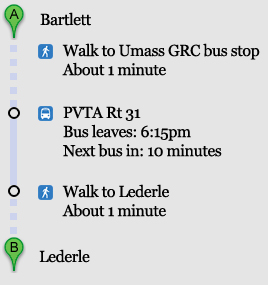 A
Bartlett
Walk to Umass GRC bus stop
About 1 minute
PVTA Rt 31
Bus leaves: 6:15pm
Next bus in: 10 minutes
Walk to Lederle
About 1 minute
B
Lederle